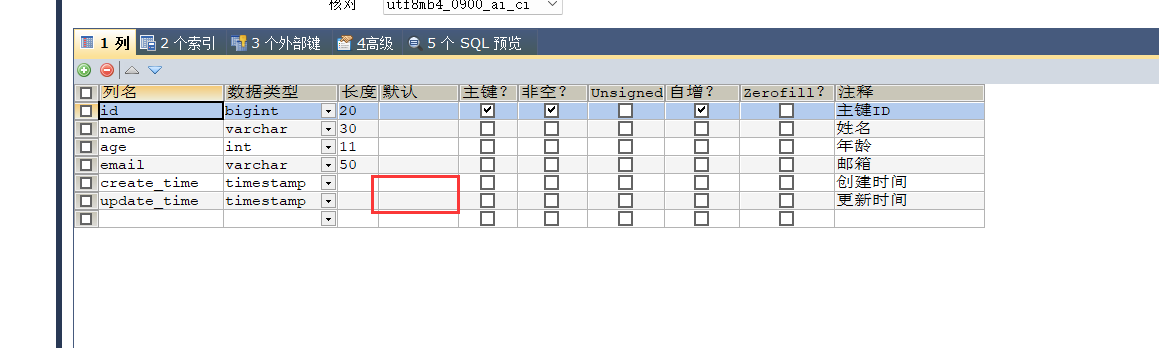 核对 utf8mb4_0900_ai_ci
1 列 2 个索引 3 个外部键 4高级 5 个 SQL 预览
列名 数据类型 长度 默认 主键? 非空? Unsigned 自增? Zerofill? 注释
id bigint 20 主键ID
name varchar 30 姓名
age int 11 年龄
email varchar 50 邮箱
create_time timestamp 创建时间
update_time timestamp 更新时间